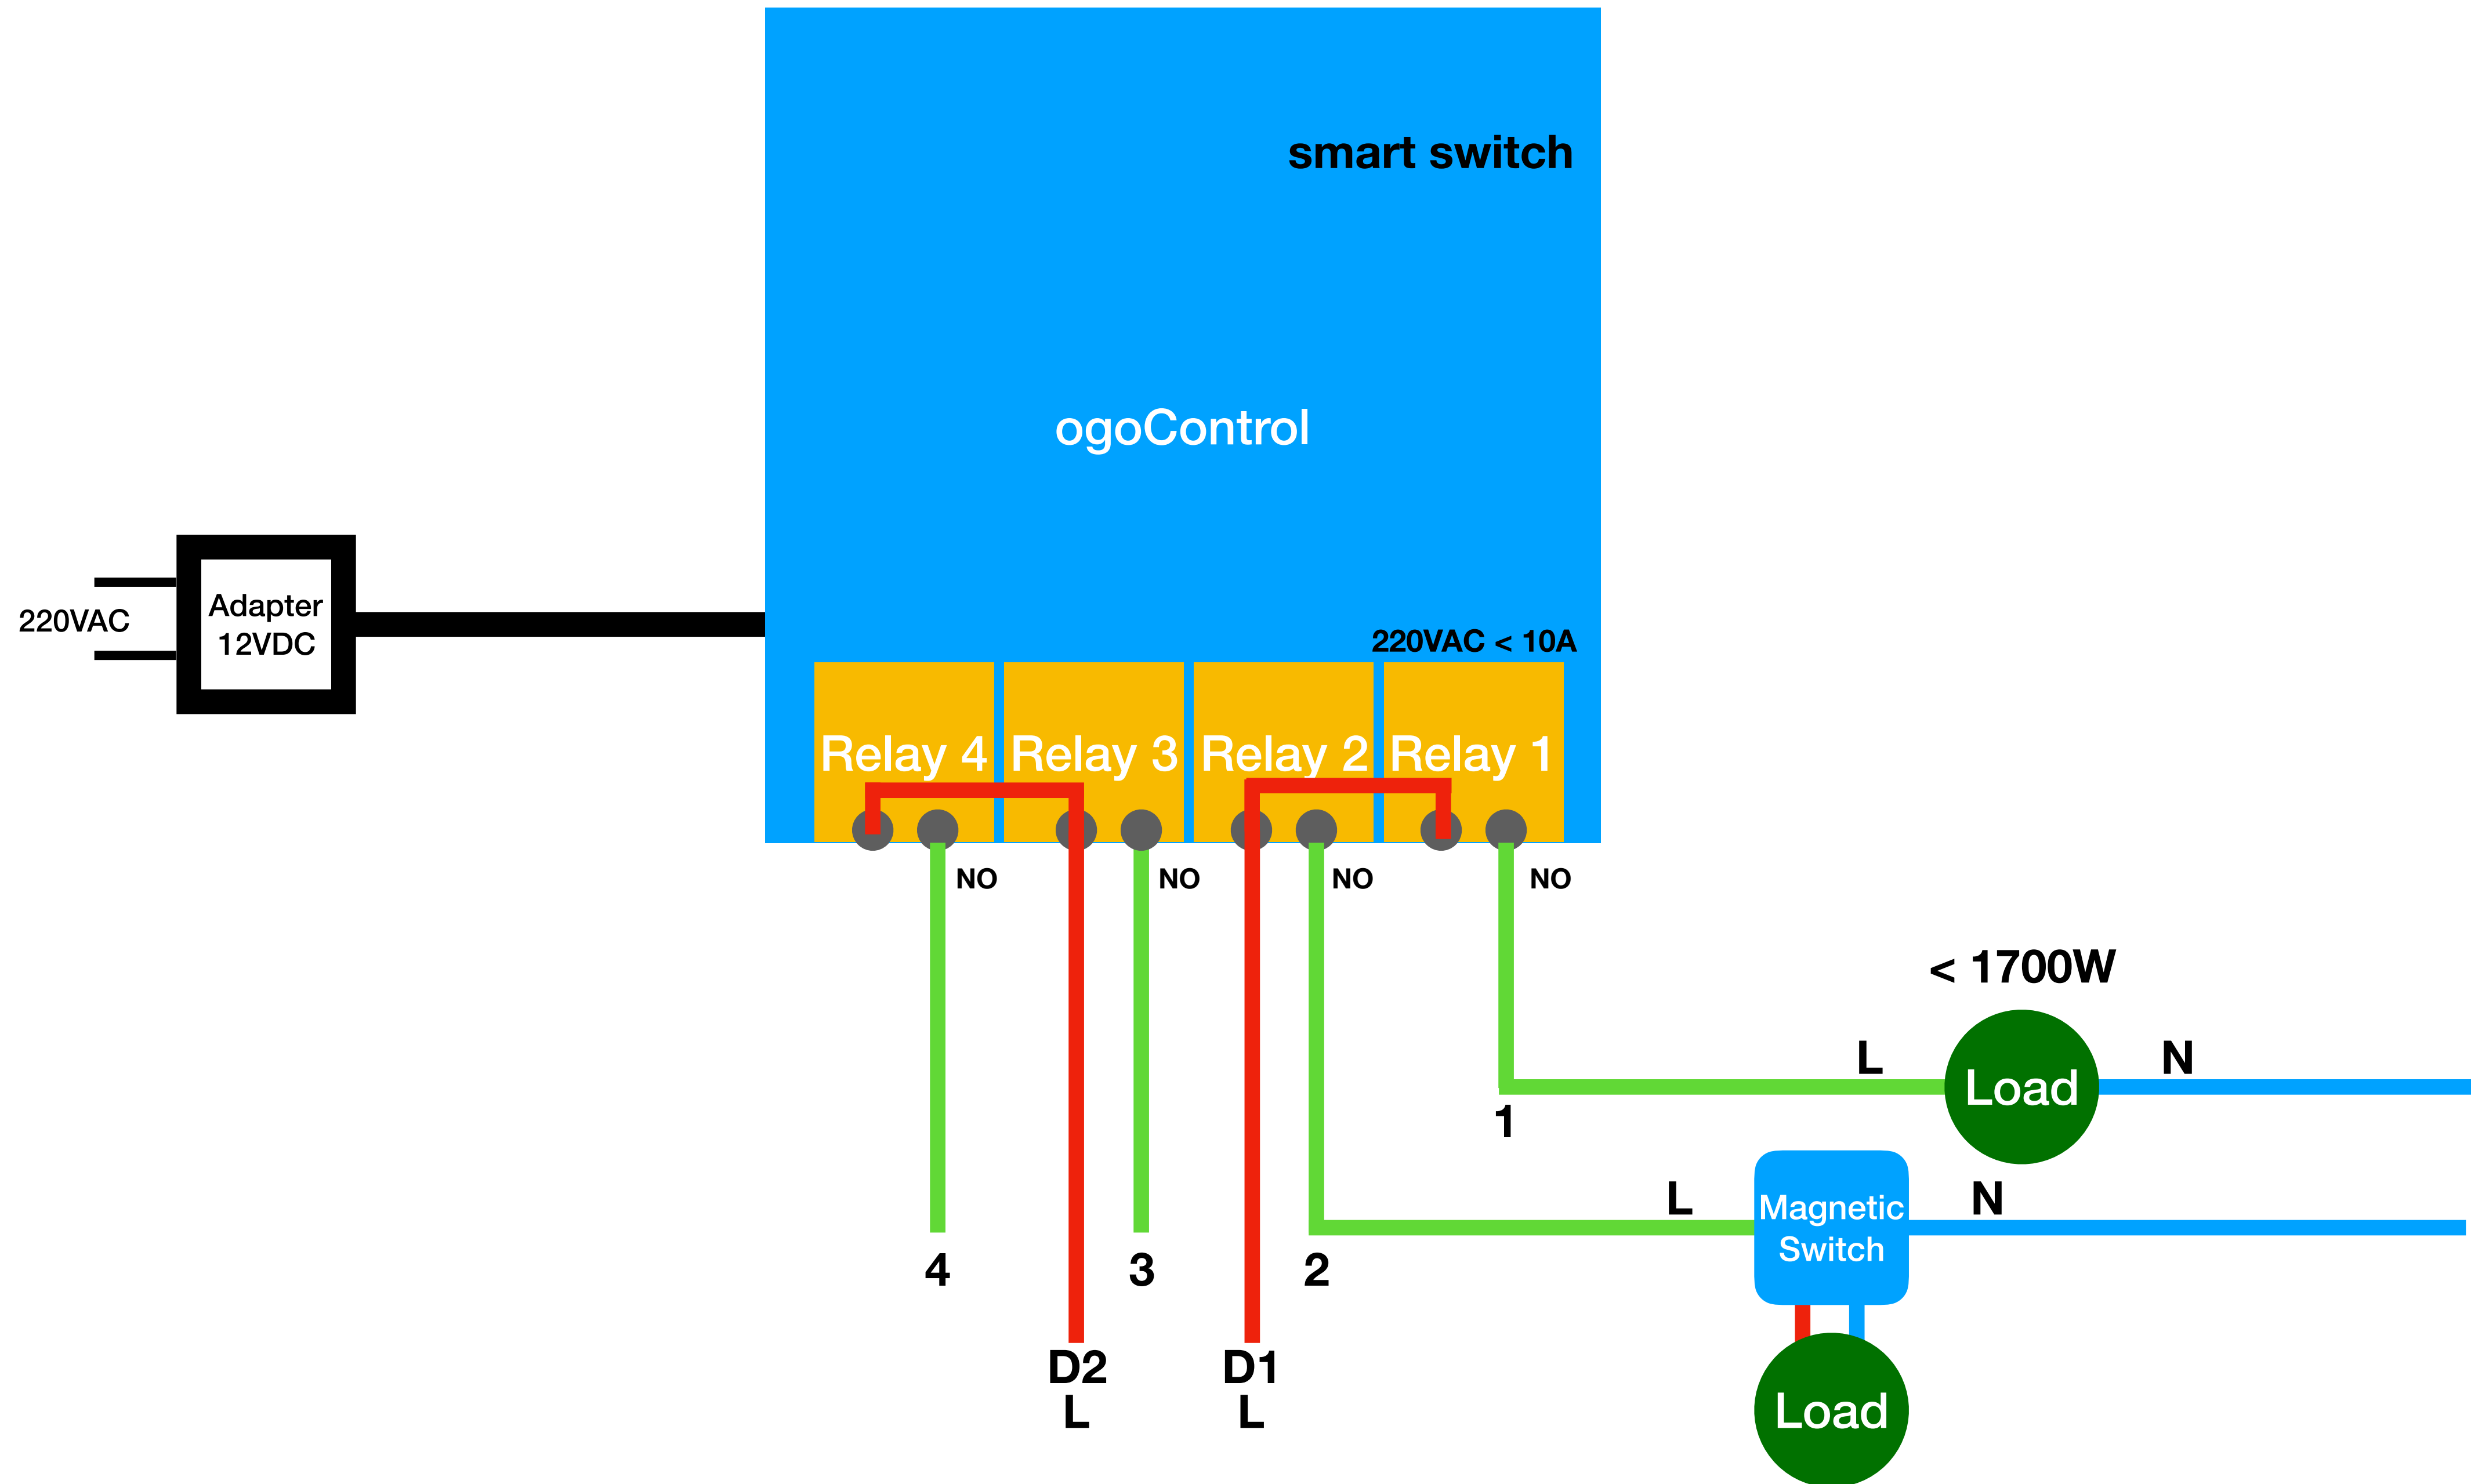 smart switch
ogoControl
220VAC
Adapter
12VDC
220VAC < 10A
Relay 4
Relay 3
Relay 2
Relay 1
NO
NO
NO
NO
< 1700W
L
Load
N
1
L
Magnetic
Switch
N
4
3
2
D2
L
D1
L
Load